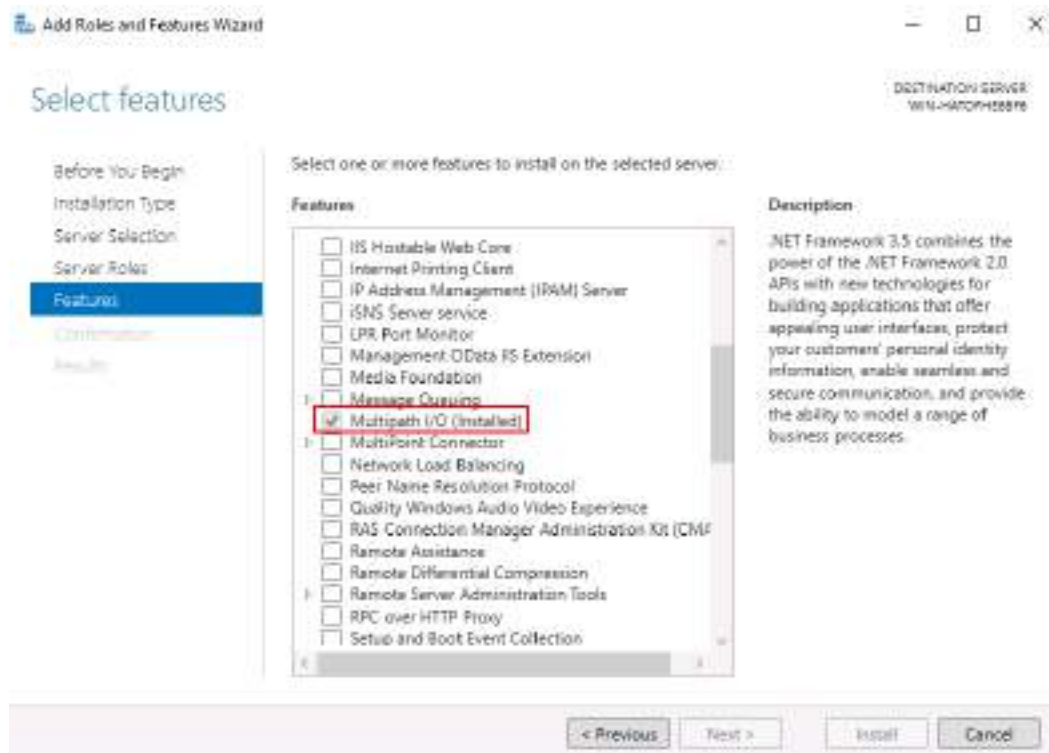 Add Roles and Features Wizard
Select features
DESTINATION SERVER
Before You Begin
Installation Type
Server Selection
Server Roles
Features
Confirmation
Results
Select one or more features to install on the selected server.
Features
IIS Hostable Web Core
Internet Printing Client
IP Address Management (IPAM) Server
iSNS Server service
LPR Port Monitor
Management OData IIS Extension
Media Foundation
Message Queuing
Multipath I/O (Installed)
MultiPoint Connector
Network Load Balancing
Peer Name Resolution Protocol
Quality Windows Audio Video Experience
RAS Connection Manager Administration Kit (CMA
Remote Assistance
Remote Differential Compression
Remote Server Administration Tools
RPC over HTTP Proxy
Setup and Boot Event Collection
Description
.NET Framework 3.5 combines the
power of the .NET Framework 2.0
APIs with new technologies for
building applications that offer
appealing user interfaces, protect
your customers' personal identity
information, enable seamless and
secure communication, and provide
the ability to model a range of
business processes.
< Previous
Next >
Install
Cancel